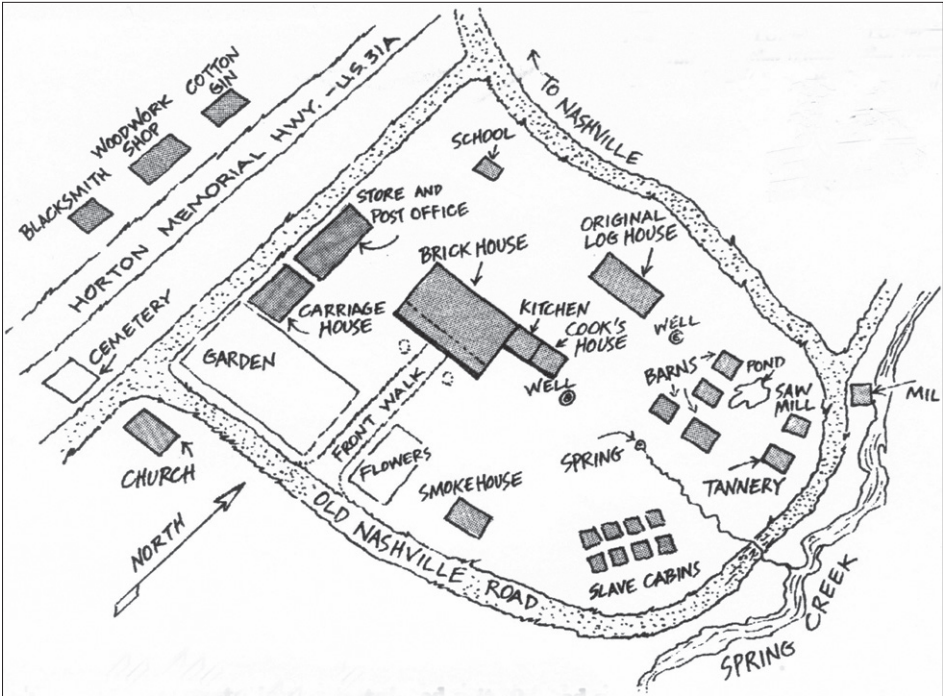 TO NASHVILLE
COTTON
GIN
WOODWORK
SHOP
BLACKSMITH
HORTON MEMORIAL HWY. - U.S. 31A
SCHOOL
STORE AND
POST OFFICE
BRICK HOUSE
ORIGINAL
LOG HOUSE
CARRIAGE
HOUSE
KITCHEN
COOK'S
HOUSE
WELL
WELL
CEMETERY
GARDEN
FRONT WALK
BARNS
POND
SAW
MILL
MIL
FLOWERS
SPRING
TANNERY
CHURCH
SMOKEHOUSE
NORTH
OLD NASHVILLE ROAD
SLAVE CABINS
SPRING CREEK